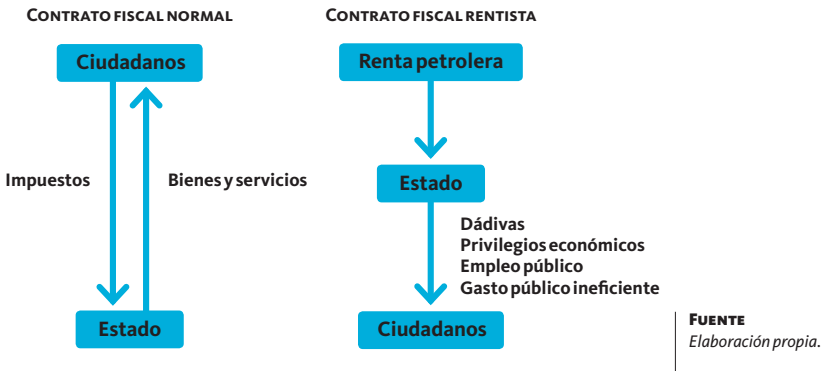 Contrato fiscal normal
Ciudadanos
Impuestos
Bienes y servicios
Estado
Contrato fiscal rentista
Renta petrolera
Estado
Dádivas
Privilegios económicos
Empleo público
Gasto público ineficiente
Ciudadanos
Fuente
Elaboración propia.